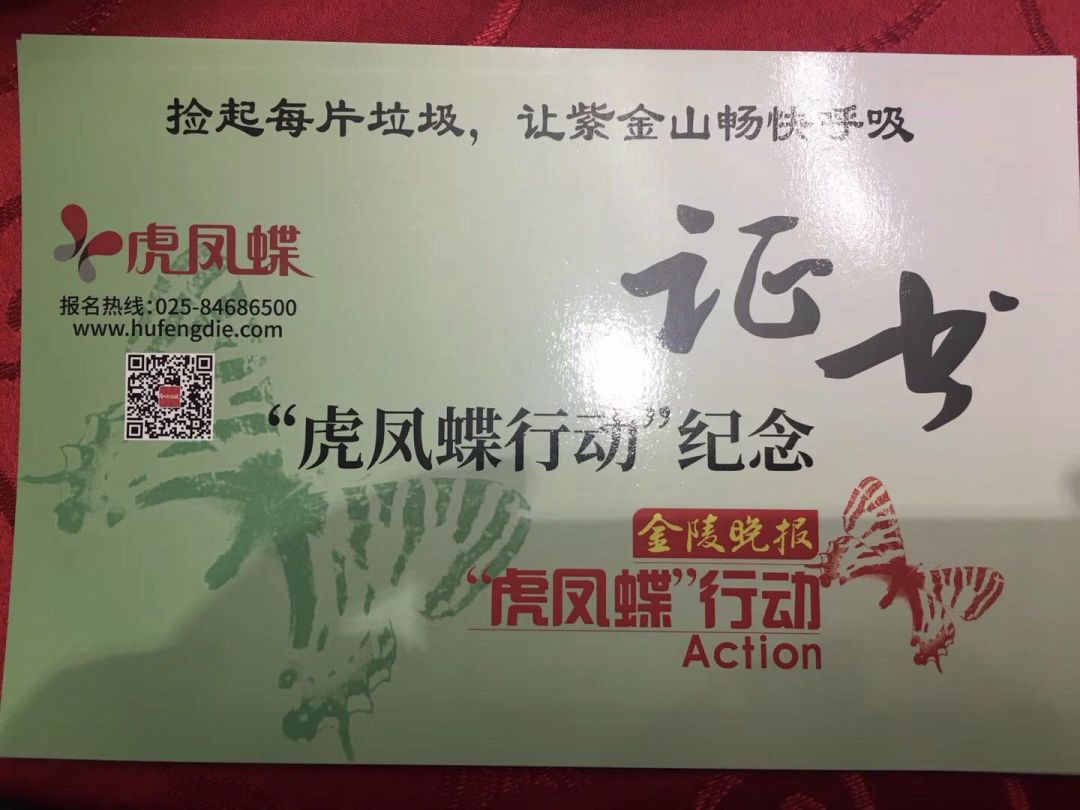 捡起每片垃圾，让紫金山畅快呼吸
虎凤蝶
报名热线：025-84686500
www.hufengdie.com
证书
“虎凤蝶行动”纪念
金陵晚报
“虎凤蝶”行动
Action